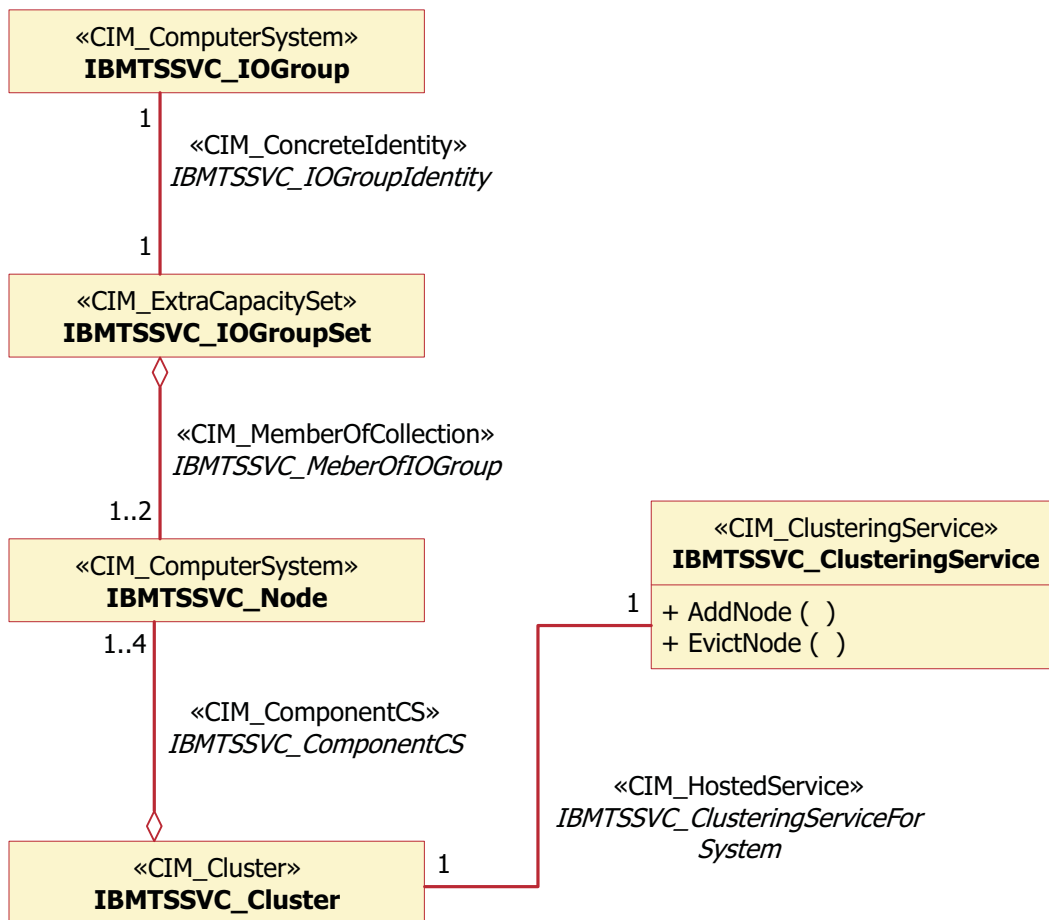 «CIM_ComputerSystem»
IBMTSSVC_IOGroup
1
«CIM_ConcreteIdentity»
IBMTSSVC_IOGroupIdentity
1
«CIM_ExtraCapacitySet»
IBMTSSVC_IOGroupSet
«CIM_MemberOfCollection»
IBMTSSVC_MeberOfIOGroup
1..2
«CIM_ComputerSystem»
IBMTSSVC_Node
1..4
«CIM_ClusteringService»
IBMTSSVC_ClusteringService
1
+ AddNode ( )
+ EvictNode ( )
«CIM_ComponentCS»
IBMTSSVC_ComponentCS
«CIM_HostedService»
IBMTSSVC_ClusteringServiceFor
System
«CIM_Cluster»
IBMTSSVC_Cluster
1